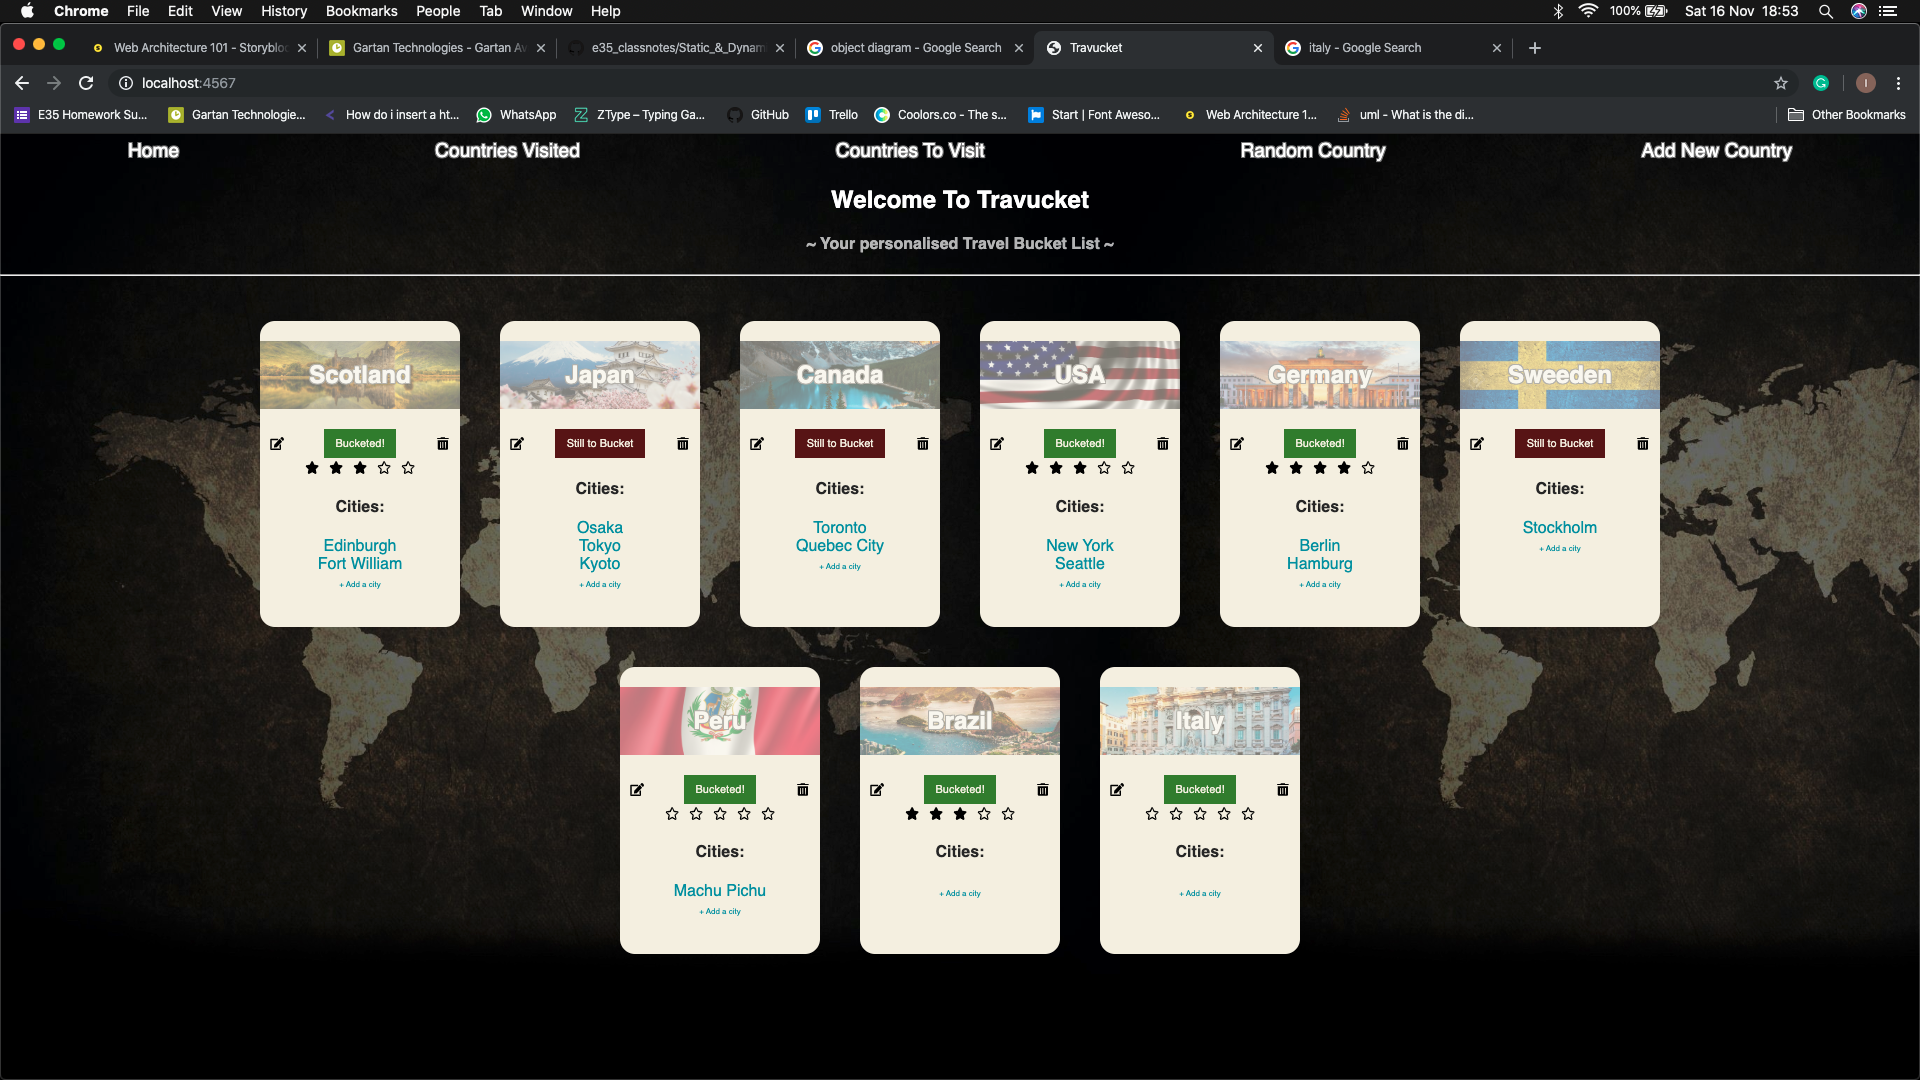 Chrome File Edit View History Bookmarks People Tab Window Help 100% Sat 16 Nov 18:53
Web Architecture 101 - Storyblo Gartan Technologies - Gartan Av e35_classnotes/Static_&_Dynam object diagram - Google Search Travucket italy - Google Search
localhost:4567 I
E35 Homework Su... Gartan Technologie... How do i insert a ht... WhatsApp ZType – Typing Ga... GitHub Trello Coolors.co - The s... Start | Font Aweso... Web Architecture 1... uml - What is the di... Other Bookmarks
Home Countries Visited Countries To Visit Random Country Add New Country
Welcome To Travucket
~ Your personalised Travel Bucket List ~
Scotland
Bucketed!
Cities:
Edinburgh
Fort William
+ Add a city
Japan
Still to Bucket
Cities:
Osaka
Tokyo
Kyoto
+ Add a city
Canada
Still to Bucket
Cities:
Toronto
Quebec City
+ Add a city
USA
Bucketed!
Cities:
New York
Seattle
+ Add a city
Germany
Bucketed!
Cities:
Berlin
Hamburg
+ Add a city
Sweeden
Still to Bucket
Cities:
Stockholm
+ Add a city
Peru
Bucketed!
Cities:
Machu Pichu
+ Add a city
Brazil
Bucketed!
Cities:
+ Add a city
Italy
Bucketed!
Cities:
+ Add a city